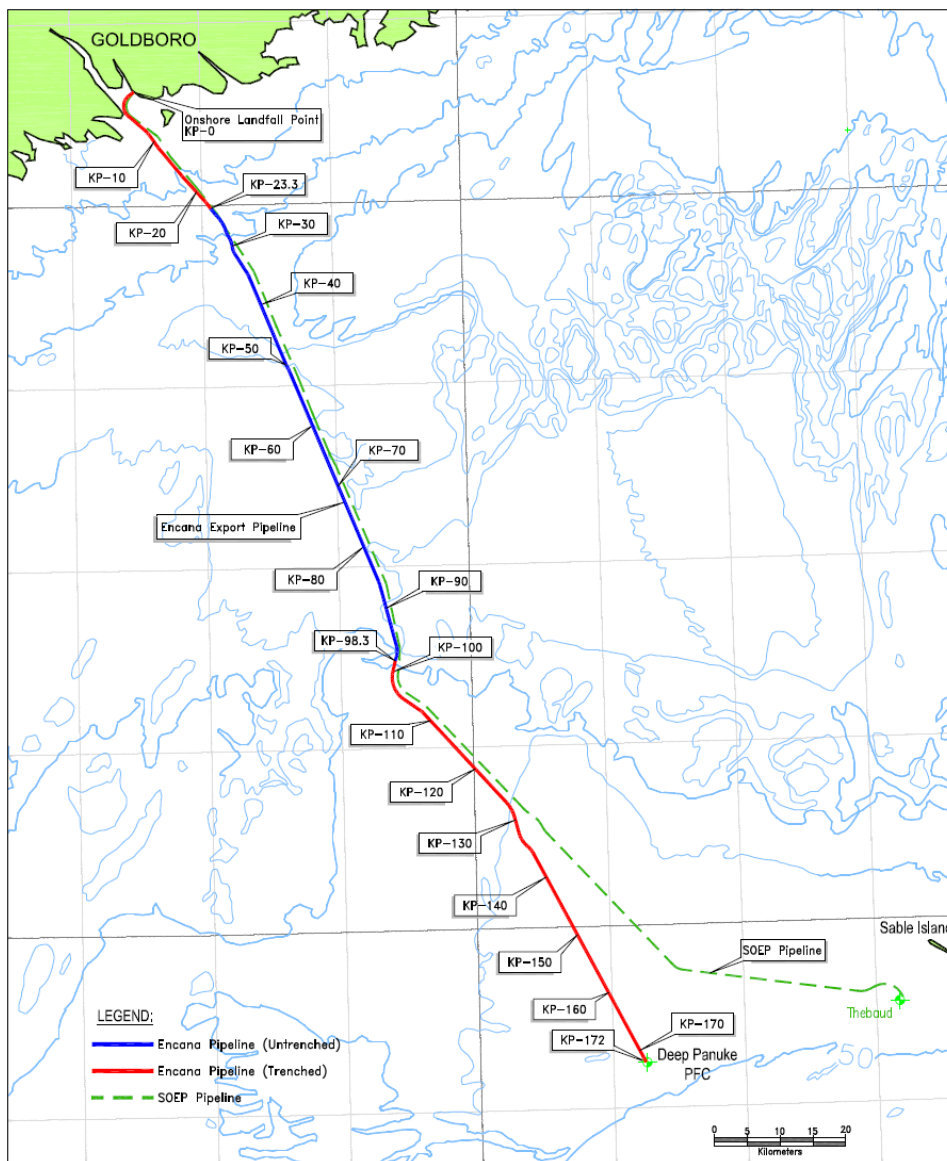 GOLDBORO
Onshore Landfall Point
KP-0
KP-10
KP-23.3
KP-20
KP-30
KP-40
KP-50
KP-60
KP-70
Encana Export Pipeline
KP-80
KP-90
KP-98.3
KP-100
KP-110
KP-120
KP-130
KP-140
Sable Island
KP-150
SOEP Pipeline
KP-160
Thebaud
KP-170
KP-172
Deep Panuke
PFC
50
LEGEND:
Encana Pipeline (Untrenched)
Encana Pipeline (Trenched)
SOEP Pipeline
0 5 10 15 20
Kilometers